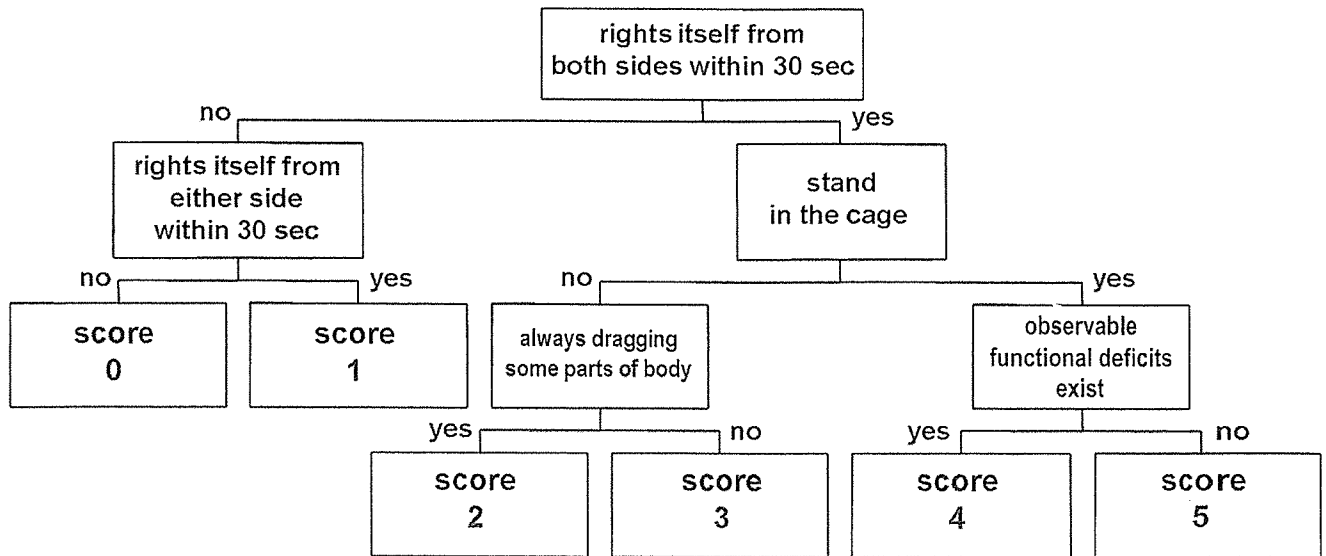 rights itself from
both sides within 30 sec
no
yes
rights itself from
either side
within 30 sec
stand
in the cage
no
yes
no
yes
score
0
score
1
always dragging
some parts of body
observable
functional deficits
exist
yes
no
yes
no
score
2
score
3
score
4
score
5